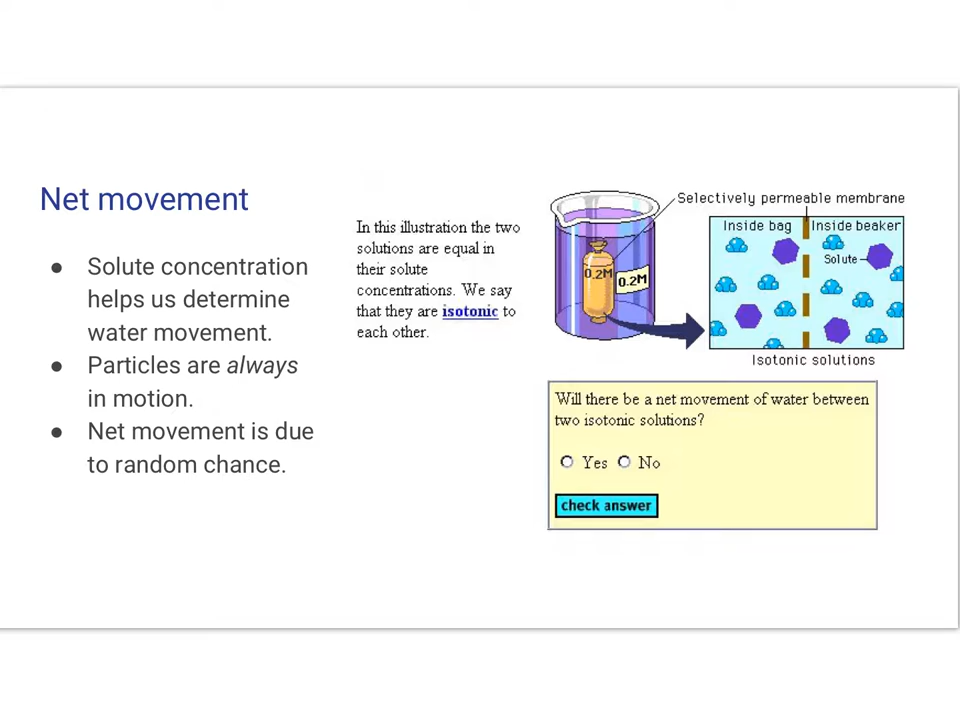 Net movement
● Solute concentration
helps us determine
water movement.
● Particles are always
in motion.
● Net movement is due
to random chance.
In this illustration the two
solutions are equal in
their solute
concentrations. We say
that they are isotonic to
each other.
Selectively permeable membrane
Inside bag
Inside beaker
Solute
0.2M
0.2M
Isotonic solutions
Will there be a net movement of water between
two isotonic solutions?
Yes No
check answer